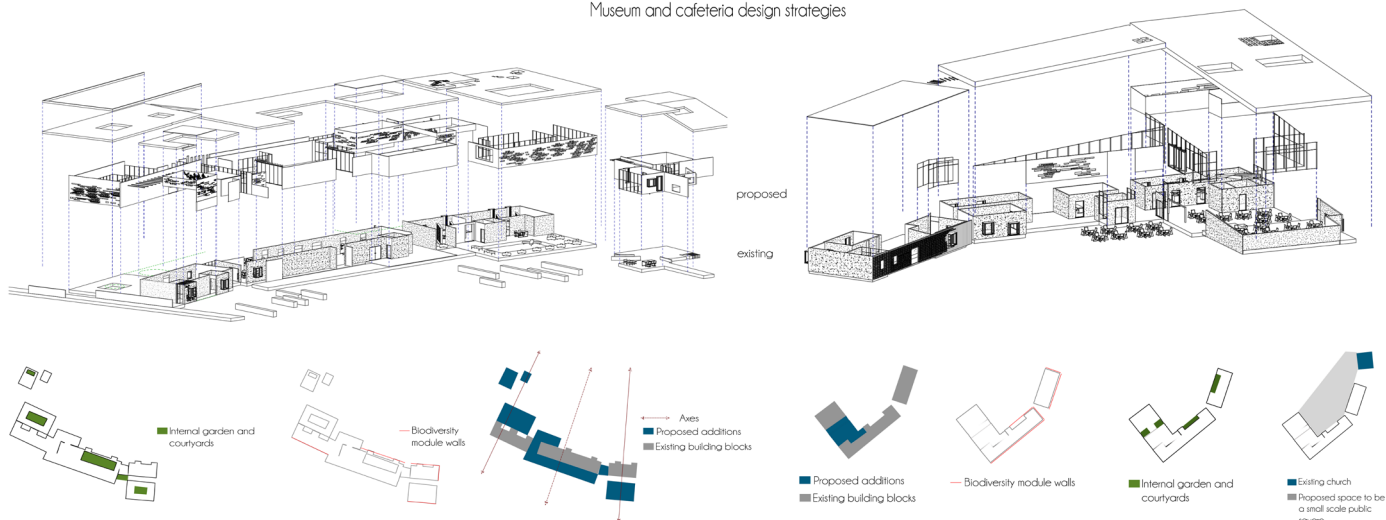 Museum and cafeteria design strategies
proposed
existing
Internal garden and
courtyards
Biodiversity
module walls
Axes
Proposed additions
Existing building blocks
Proposed additions
Existing building blocks
Biodiversity module walls
Internal garden and
courtyards
Existing church
Proposed space to be
a small scale public